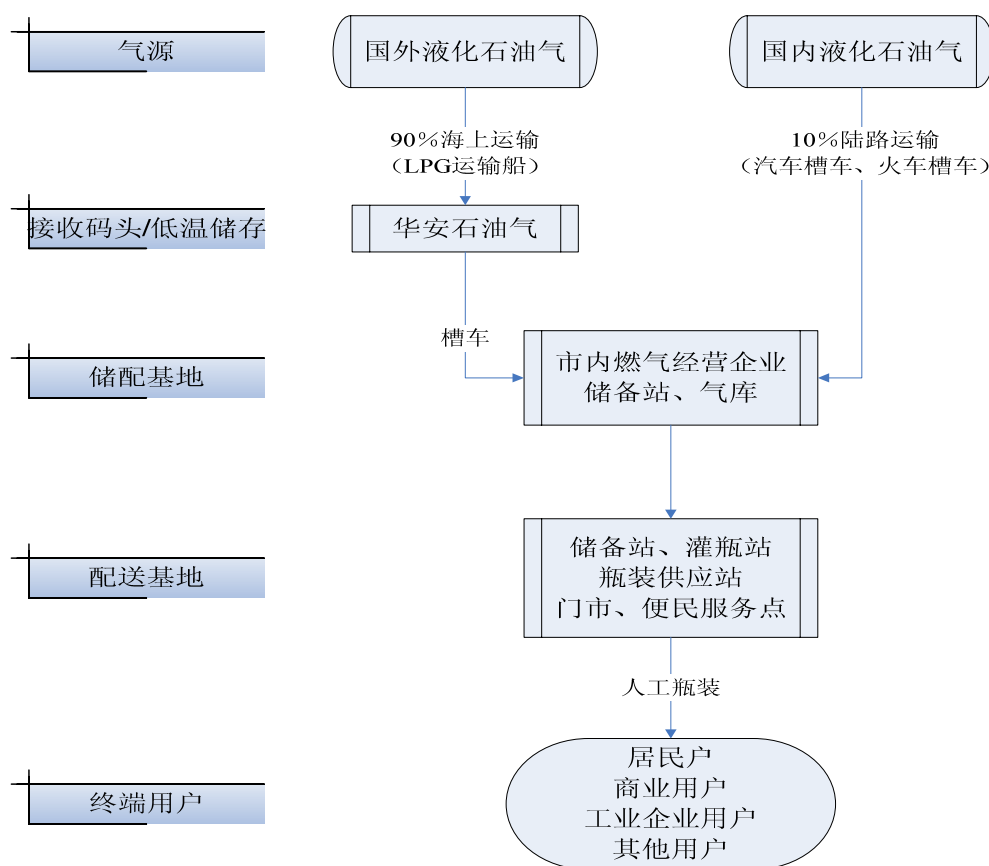 气源
国外液化石油气
国内液化石油气
90%海上运输
（LPG运输船）
10%陆路运输
（汽车槽车、火车槽车）
接收码头/低温储存
华安石油气
槽车
储配基地
市内燃气经营企业
储备站、气库
配送基地
储备站、灌瓶站
瓶装供应站
门市、便民服务点
人工瓶装
终端用户
居民户
商业用户
工业企业用户
其他用户